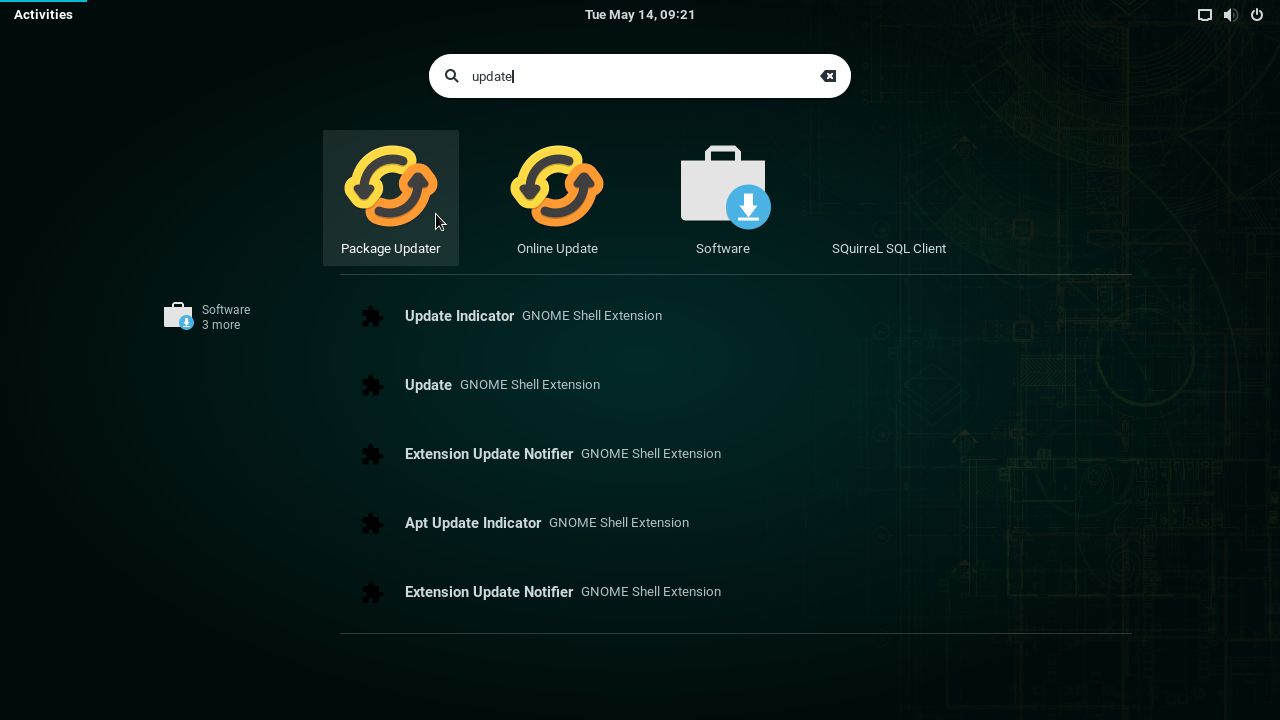 Activities
Tue May 14, 09:21
update
Package Updater
Online Update
Software
SQuirreL SQL Client
Software
3 more
Update Indicator GNOME Shell Extension
Update GNOME Shell Extension
Extension Update Notifier GNOME Shell Extension
Apt Update Indicator GNOME Shell Extension
Extension Update Notifier GNOME Shell Extension